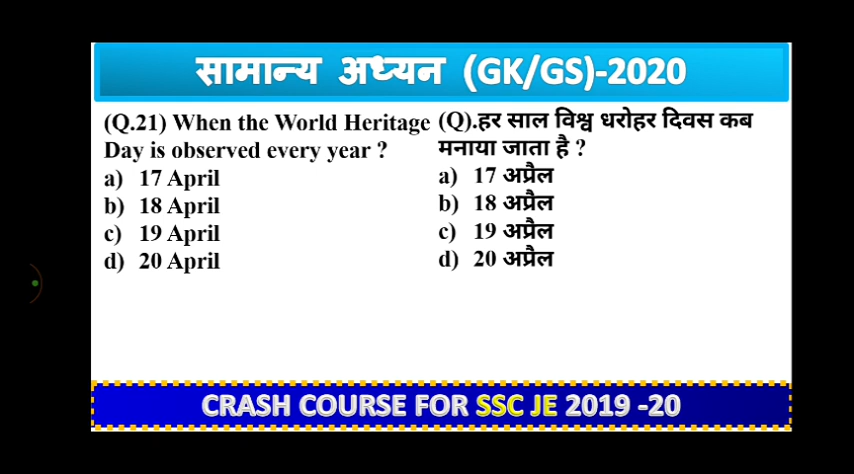 सामान्य अध्यन (GK/GS)-2020
(Q.21) When the World Heritage
Day is observed every year ?
a) 17 April
b) 18 April
c) 19 April
d) 20 April
(Q).हर साल विश्व धरोहर दिवस कब
मनाया जाता है ?
a) 17 अप्रैल
b) 18 अप्रैल
c) 19 अप्रैल
d) 20 अप्रैल
CRASH COURSE FOR SSC JE 2019 -20